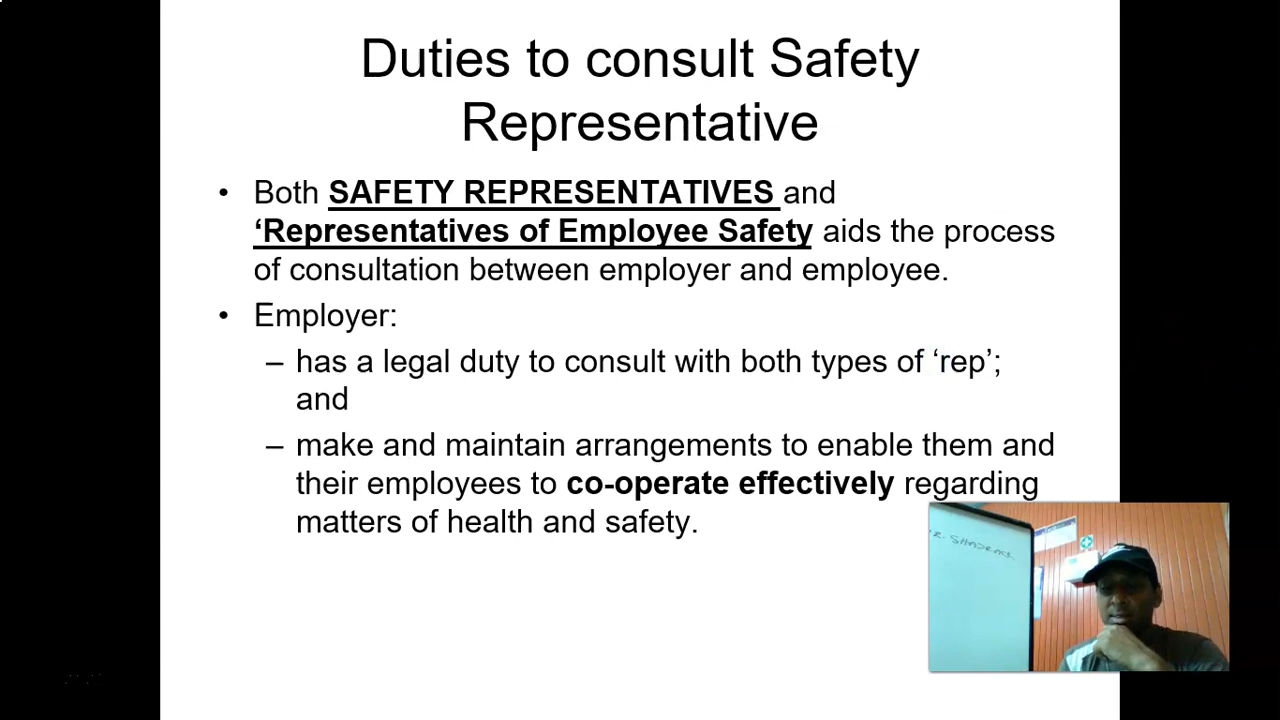 Duties to consult Safety
Representative
• Both SAFETY REPRESENTATIVES and
‘Representatives of Employee Safety aids the process
of consultation between employer and employee.
• Employer:
– has a legal duty to consult with both types of ‘rep’;
and
– make and maintain arrangements to enable them and
their employees to co-operate effectively regarding
matters of health and safety.